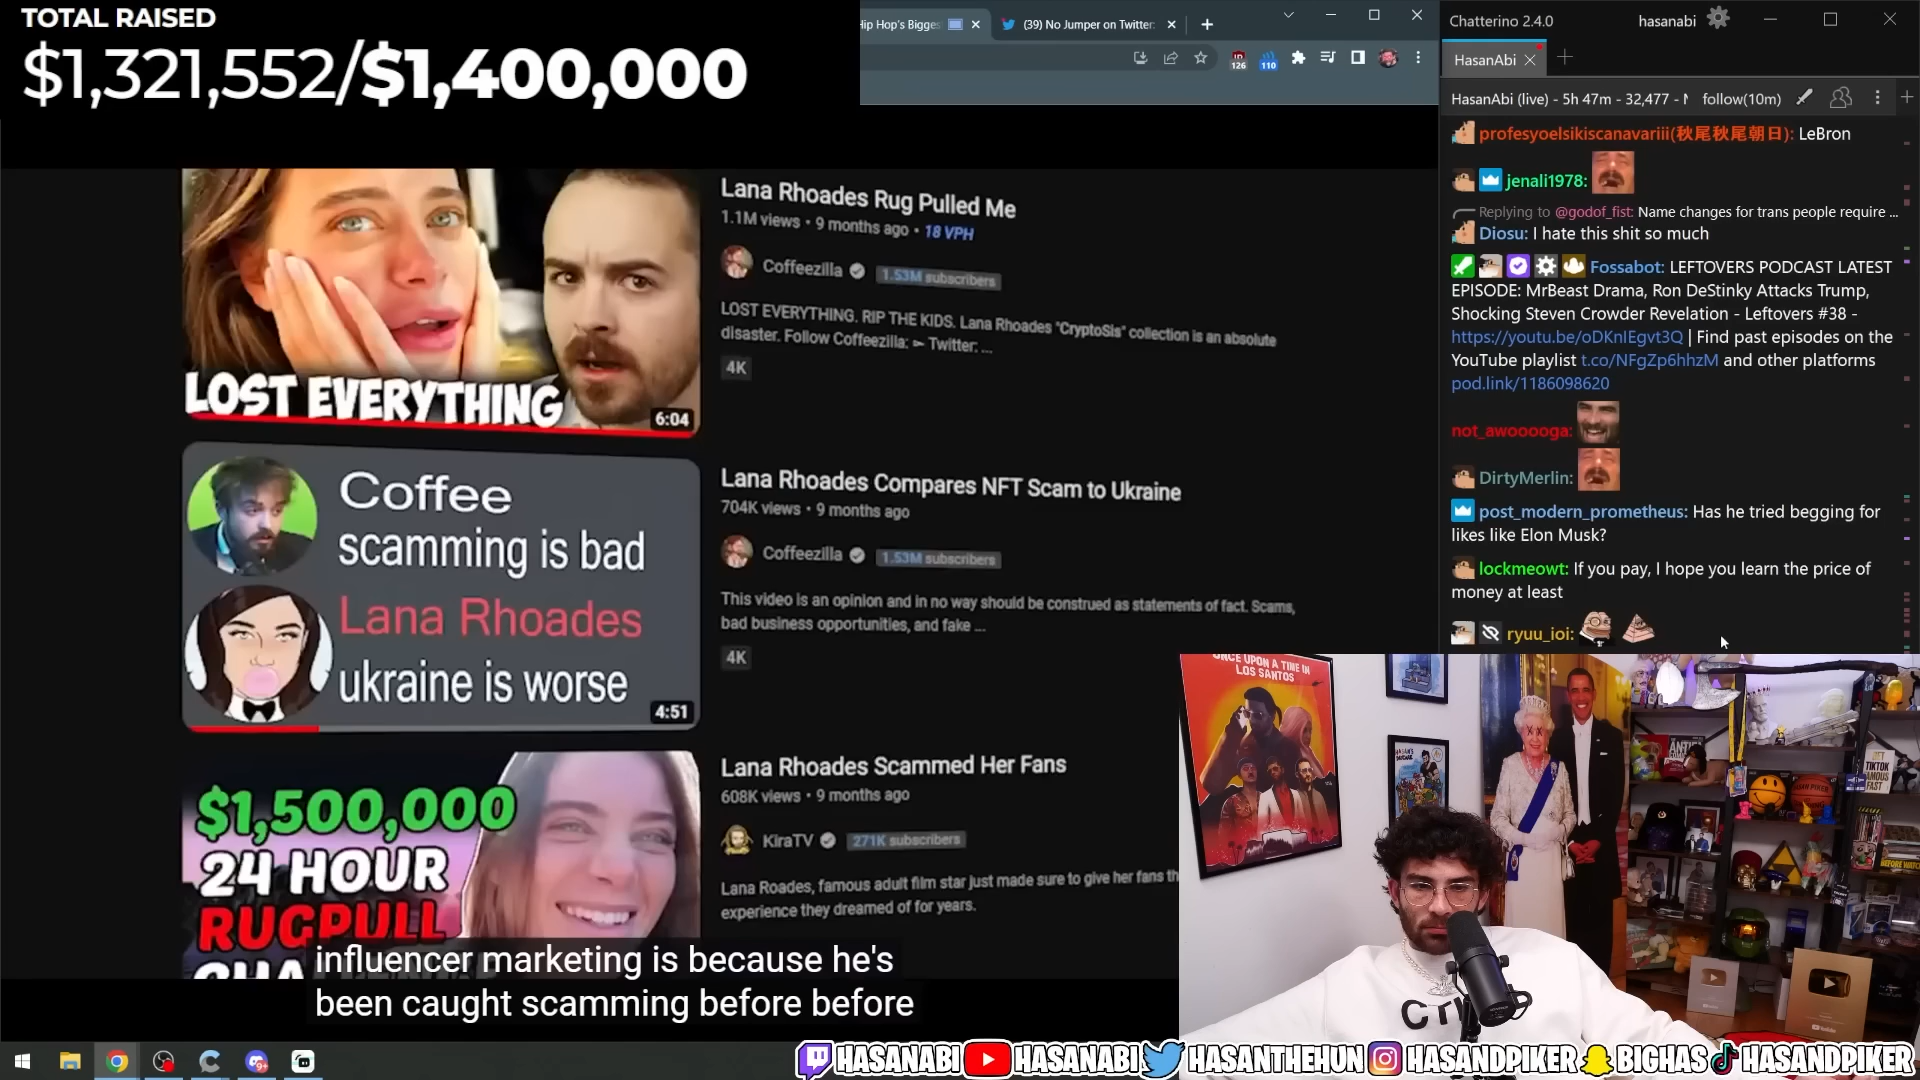 TOTAL RAISED
$1,321,552/$1,400,000
Hip Hop's Bigges
(39) No Jumper on Twitter:
126
110
Chatterino 2.4.0
hasanabi
HasanAbi
HasanAbi (live) - 5h 47m - 32,477 - follow(10m)
profesyoelsikiscanavariii(秋尾秋尾朝日): LeBron
jenali1978:
Replying to @godof_fist: Name changes for trans people require ...
Diosu: I hate this shit so much
Fossabot: LEFTOVERS PODCAST LATEST
EPISODE: MrBeast Drama, Ron DeStinky Attacks Trump,
Shocking Steven Crowder Revelation - Leftovers #38 -
https://youtu.be/oDKnIEgvt3Q | Find past episodes on the
YouTube playlist t.co/NFgZp6hhzM and other platforms
pod.link/1186098620
not_awooooga:
DirtyMerlin:
post_modern_prometheus: Has he tried begging for
likes like Elon Musk?
lockmeowt: If you pay, I hope you learn the price of
money at least
ryuu_ioi:
LOST EVERYTHING
6:04
Lana Rhoades Rug Pulled Me
1.1M views • 9 months ago • 18 VPH
Coffeezilla
1.53M subscribers
LOST EVERYTHING. RIP THE KIDS. Lana Rhoades "CryptoSis" collection is an absolute
disaster. Follow Coffeezilla: ► Twitter: ...
4K
Coffee
scamming is bad
Lana Rhoades
ukraine is worse
4:51
Lana Rhoades Compares NFT Scam to Ukraine
704K views • 9 months ago
Coffeezilla
1.53M subscribers
This video is an opinion and in no way should be construed as statements of fact. Scams,
bad business opportunities, and fake ...
4K
$1,500,000
24 HOUR
RUGPULL
Lana Rhoades Scammed Her Fans
608K views • 9 months ago
KiraTV
271K subscribers
Lana Roades, famous adult film star just made sure to give her fans th
experience they dreamed of for years.
influencer marketing is because he's
been caught scamming before before
ONCE UPON A TIME IN
LOS SANTOS
TIKTOK
FAMOUS
FAST
HASANABI
HASANABI
HASANTHEHUN
HASANDPIKER
BIGHAS
HASANDPIKER